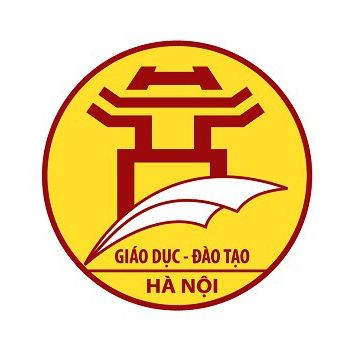 GIÁO DỤC - ĐÀO TẠO
HÀ NỘI